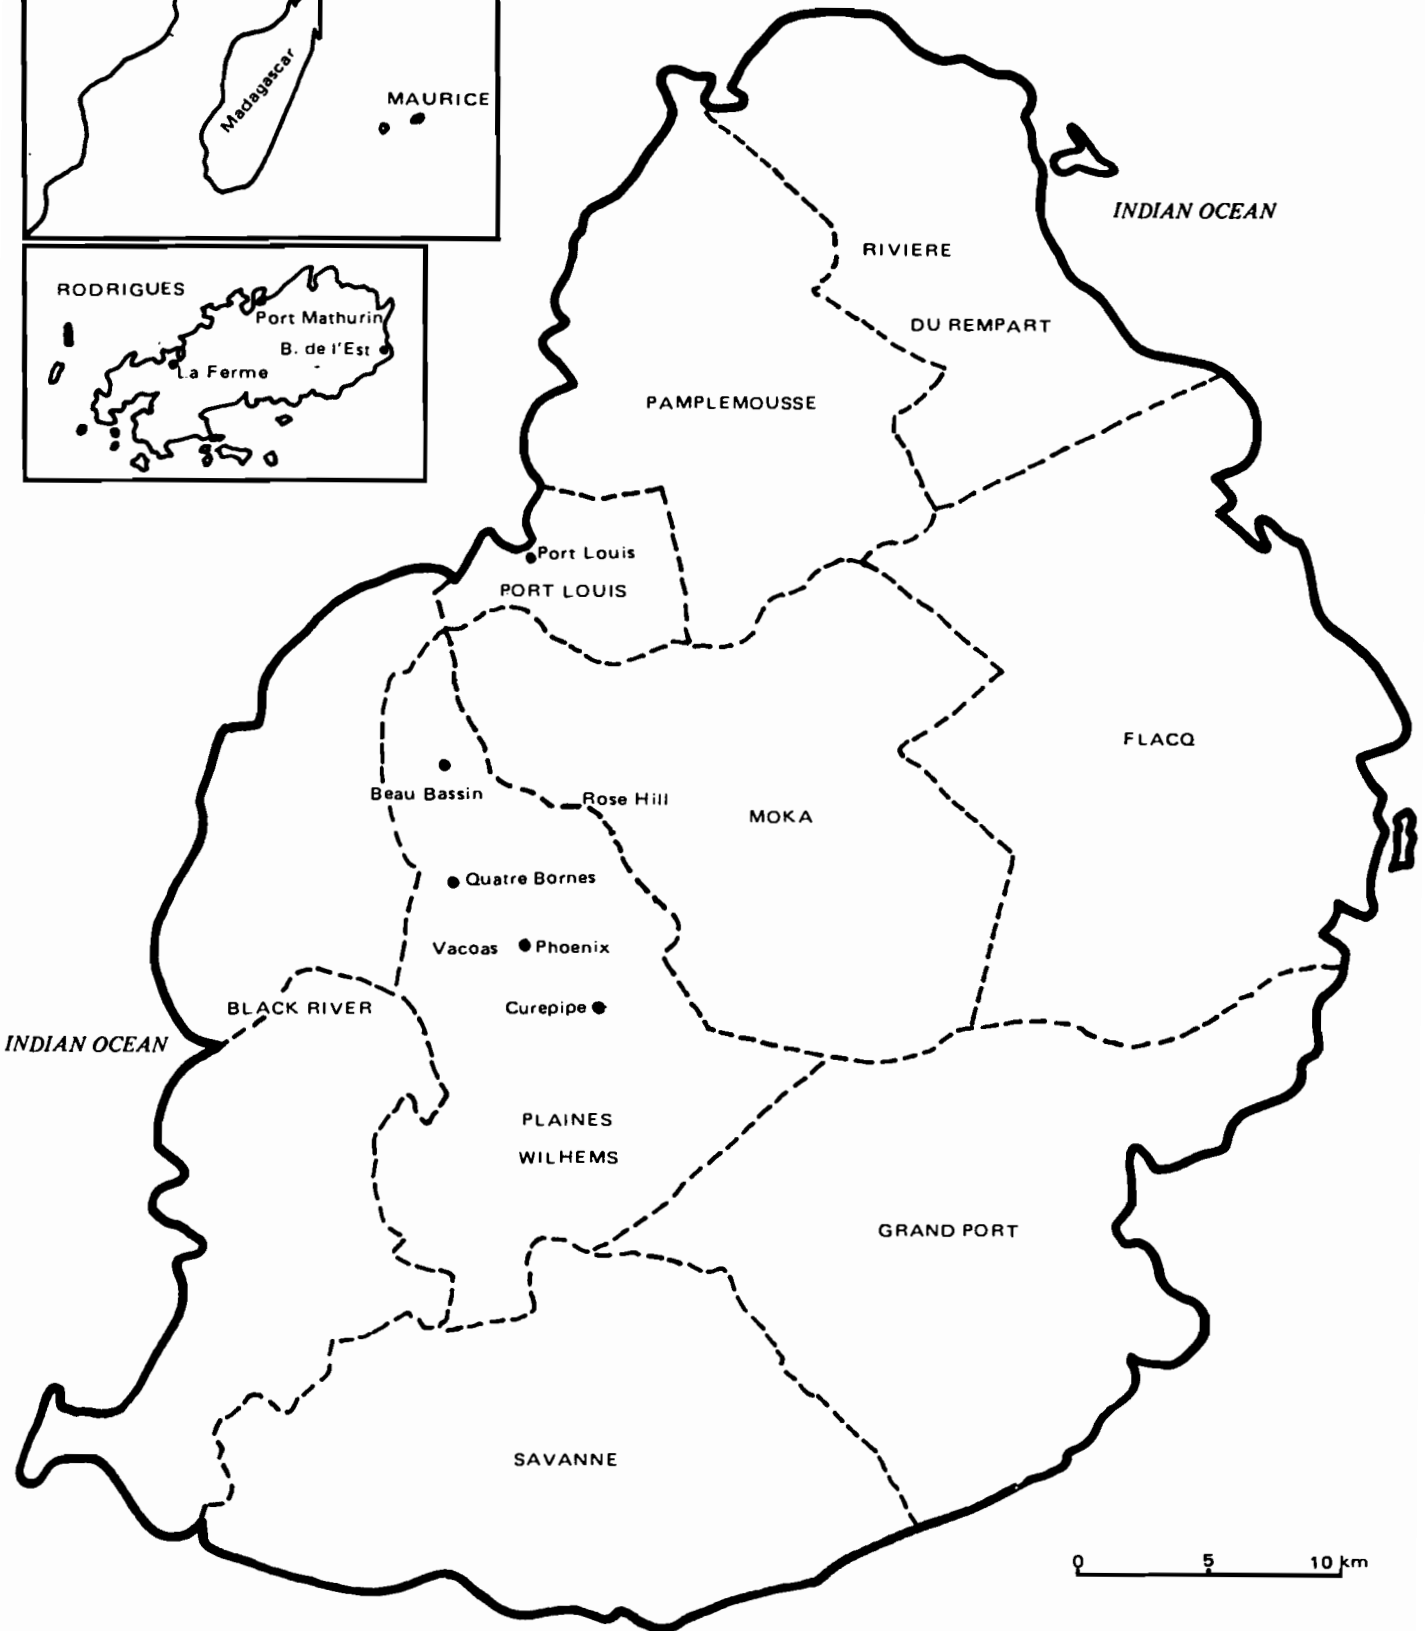 Madagascar
MAURICE
RODRIGUES
Port Mathurin
B. de l'Est
La Ferme
INDIAN OCEAN
RIVIERE
DU REMPART
PAMPLEMOUSSE
Port Louis
PORT LOUIS
FLACQ
Beau Bassin
Rose Hill
MOKA
Quatre Bornes
Vacoas
Phoenix
Curepipe
BLACK RIVER
INDIAN OCEAN
PLAINES
WILHEMS
GRAND PORT
SAVANNE
0 5 10 km